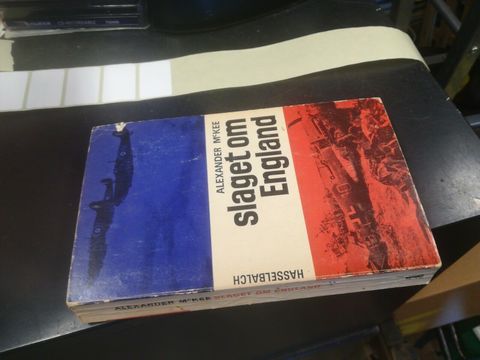 ALEXANDER McKEE
slaget om
England
HASSELBALCH
ALEXANDER McKEE SLAGET OM ENGLAND